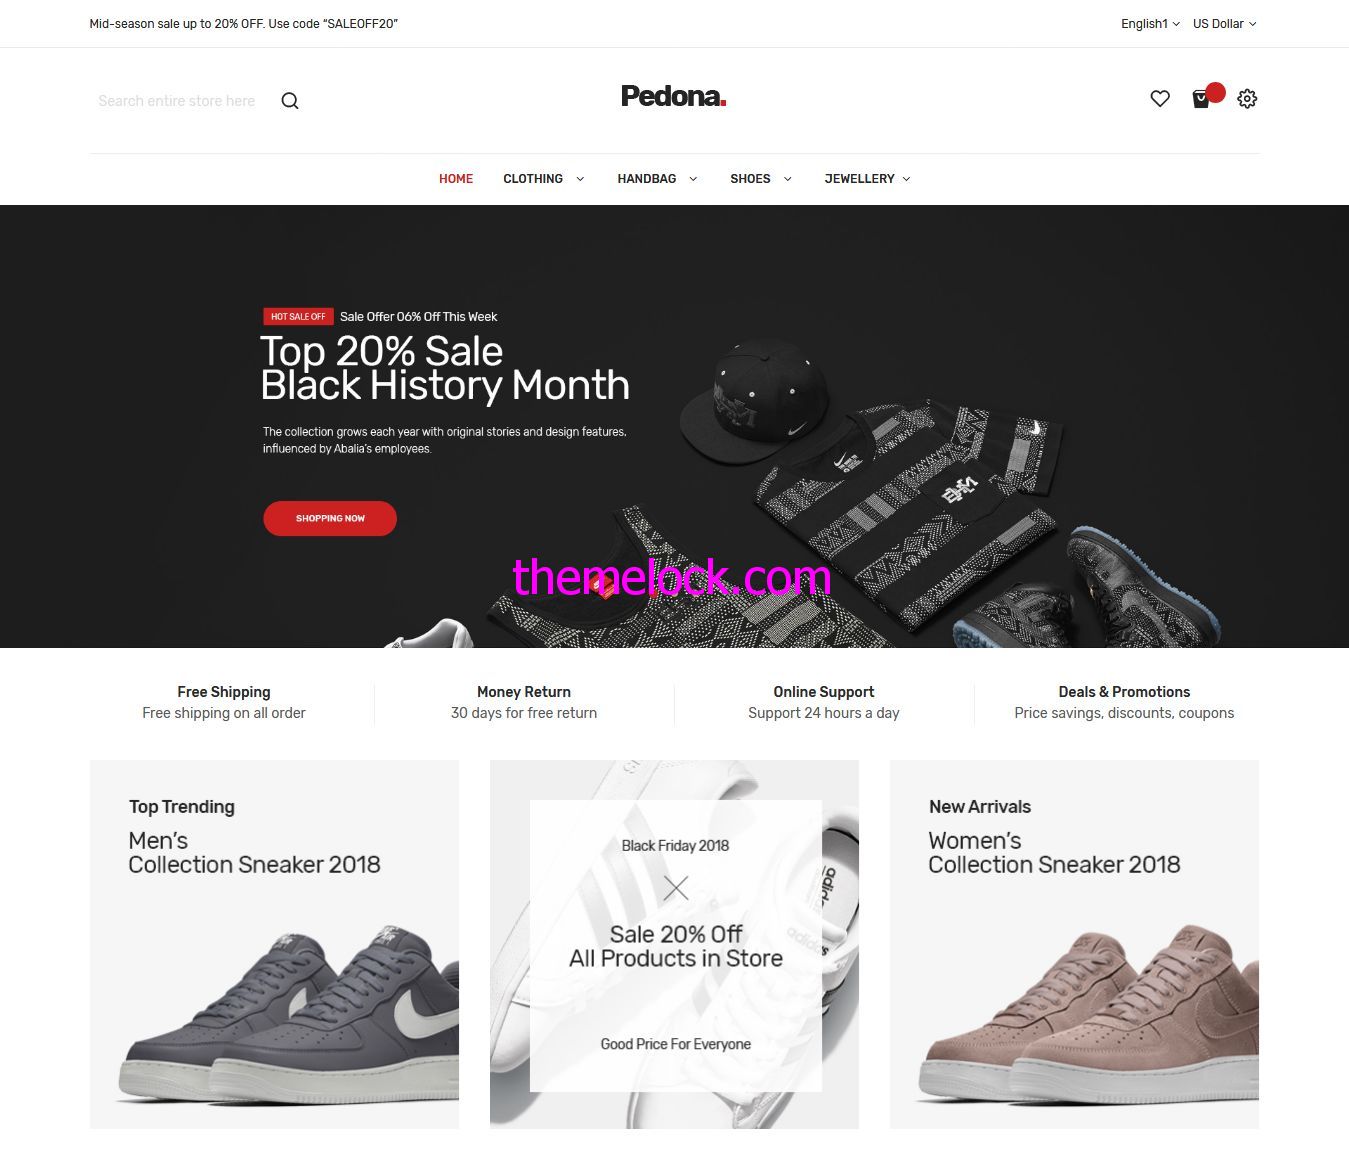 Mid-season sale up to 20% OFF. Use code “SALEOFF20”
English1
US Dollar
Search entire store here
Pedona.
HOME
CLOTHING
HANDBAG
SHOES
JEWELLERY
HOT SALE OFF
Sale Offer 06% Off This Week
Top 20% Sale
Black History Month
The collection grows each year with original stories and design features,
influenced by Abalia’s employees.
SHOPPING NOW
themelock.com
Free Shipping
Free shipping on all order
Money Return
30 days for free return
Online Support
Support 24 hours a day
Deals & Promotions
Price savings, discounts, coupons
Top Trending
Men’s
Collection Sneaker 2018
Black Friday 2018
Sale 20% Off
All Products in Store
Good Price For Everyone
adidas
adidas
New Arrivals
Women’s
Collection Sneaker 2018